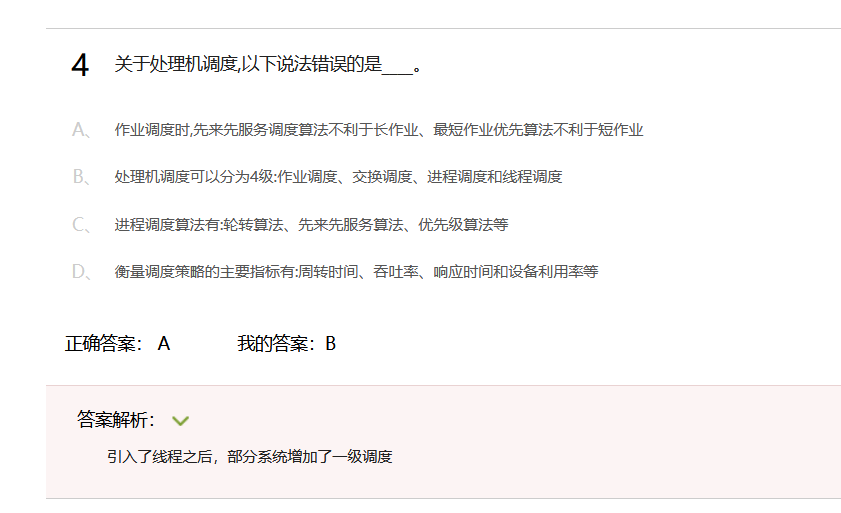 4 关于处理机调度,以下说法错误的是____。
A、 作业调度时,先来先服务调度算法不利于长作业、最短作业优先算法不利于短作业
B、 处理机调度可以分为4级:作业调度、交换调度、进程调度和线程调度
C、 进程调度算法有:轮转算法、先来先服务算法、优先级算法等
D、 衡量调度策略的主要指标有:周转时间、吞吐率、响应时间和设备利用率等
正确答案： A 我的答案：B
答案解析：
引入了线程之后，部分系统增加了一级调度